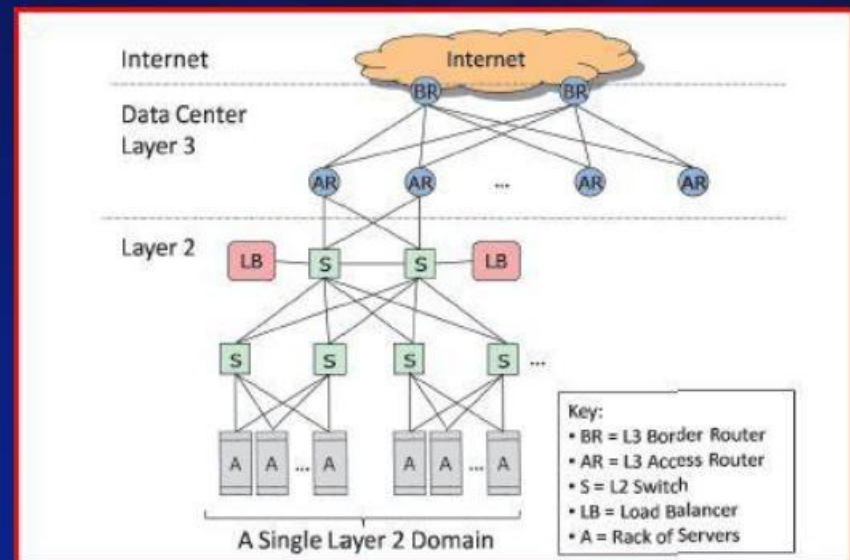 Internet
Internet
BR BR
Data Center
Layer 3
AR AR ... AR AR
Layer 2
LB S S LB
S S S S ...
A A ... A A A ... A
A Single Layer 2 Domain
Key:
• BR = L3 Border Router
• AR = L3 Access Router
• S = L2 Switch
• LB = Load Balancer
• A = Rack of Servers